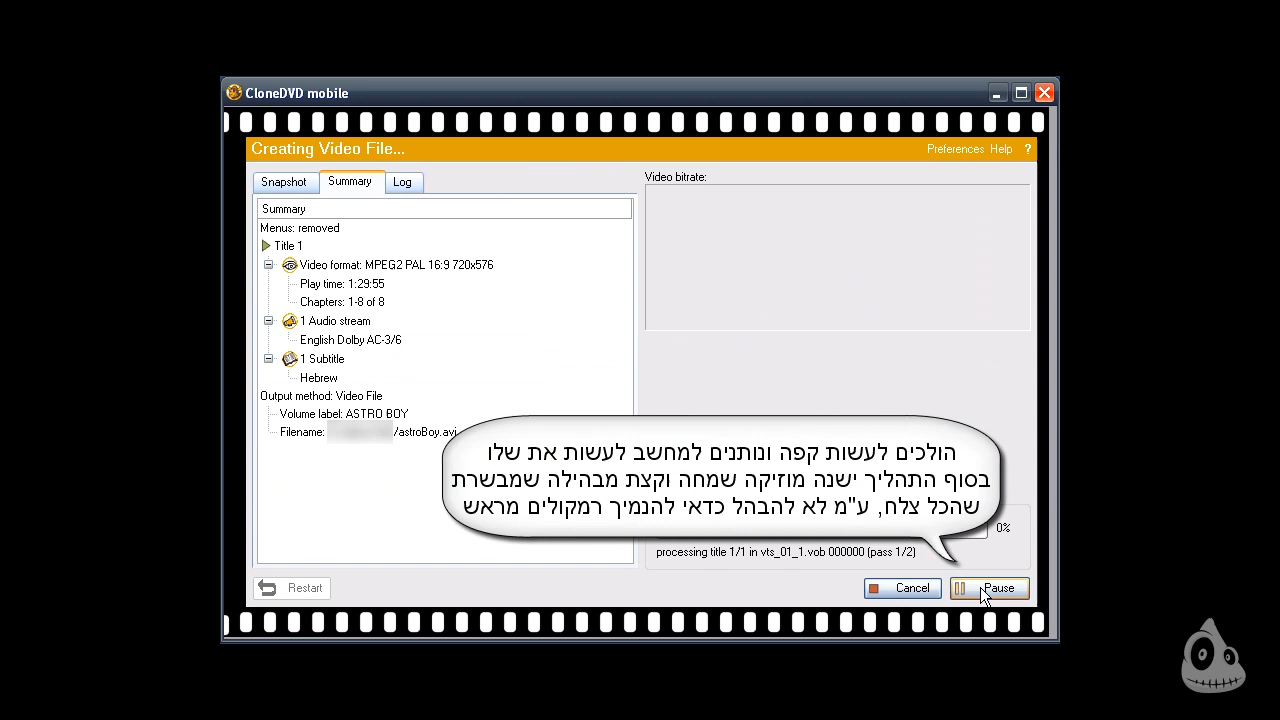 CloneDVD mobile
Creating Video File...
Preferences Help ?
Snapshot Summary Log
Video bitrate:
Summary
Menus: removed
Title 1
Video format: MPEG2 PAL 16:9 720x576
Play time: 1:29:55
Chapters: 1-8 of 8
1 Audio stream
English Dolby AC-3/6
1 Subtitle
Hebrew
Output method: Video File
Volume label: ASTRO BOY
Filename: /astroBoy.avi
הולכים לעשות קפה ונותנים למחשב לעשות את שלו
בסוף התהליך ישנה מוזיקה שמחה וקצת מבהילה שמבשרת
שהכל צלח, ע"מ לא להבהל כדאי להנמיך רמקולים מראש
0%
processing title 1/1 in vts_01_1.vob 000000 (pass 1/2)
Restart Cancel Pause